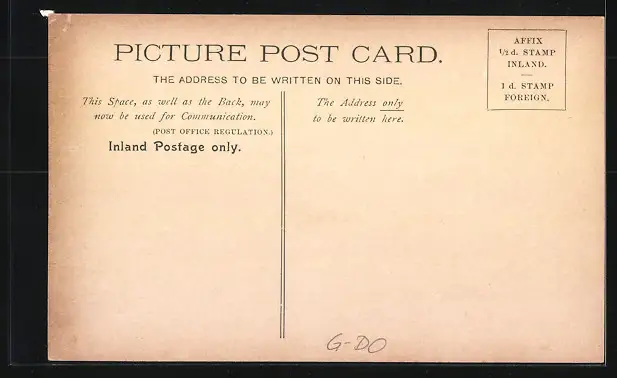 PICTURE POST CARD.
THE ADDRESS TO BE WRITTEN ON THIS SIDE.
This Space, as well as the Back, may
now be used for Communication.
(POST OFFICE REGULATION.)
Inland Postage only.
The Address only
to be written here.
AFFIX
1/2 d. STAMP
INLAND.
1 d. STAMP
FOREIGN.
G-DO